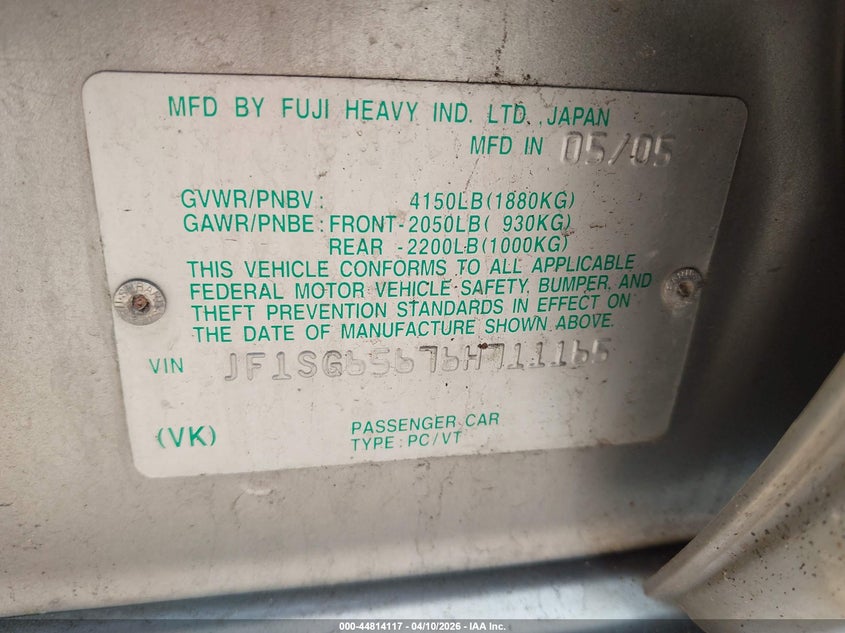 MFD BY FUJI HEAVY IND. LTD. JAPAN
MFD IN 05/05
GVWR/PNBV: 4150LB(1880KG)
GAWR/PNBE: FRONT-2050LB( 930KG)
REAR -2200LB(1000KG)
THIS VEHICLE CONFORMS TO ALL APPLICABLE
FEDERAL MOTOR VEHICLE SAFETY, BUMPER, AND
THEFT PREVENTION STANDARDS IN EFFECT ON
THE DATE OF MANUFACTURE SHOWN ABOVE.
VIN JF1SG65676H711165
(VK) PASSENGER CAR
TYPE: PC/VT
000-44814117 - 04/10/2026 - IAA Inc.